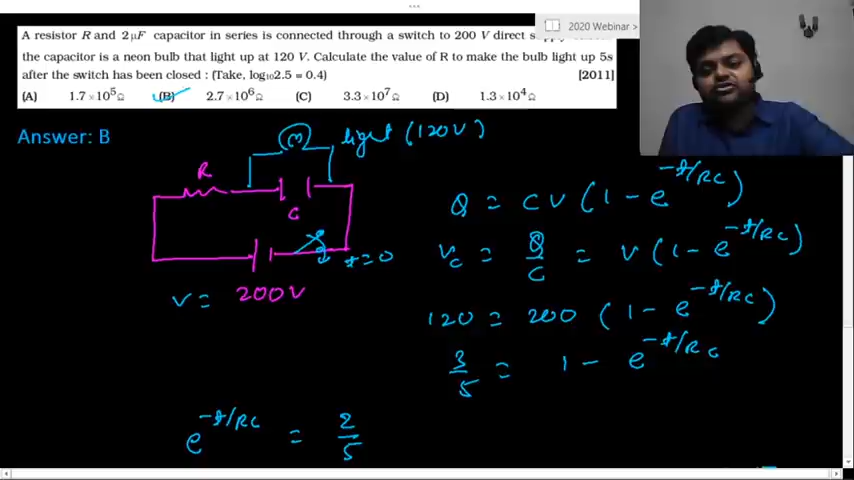 2020 Webinar >
A resistor R and 2μF capacitor in series is connected through a switch to 200 V direct
the capacitor is a neon bulb that light up at 120 V. Calculate the value of R to make the bulb light up 5s
after the switch has been closed : (Take, log₁₀2.5 = 0.4) [2011]
(A) 1.7×10⁵Ω (B) 2.7×10⁶Ω (C) 3.3×10⁷Ω (D) 1.3×10⁴Ω
Answer: B
light (120V)
R
C
t=0
V = 200V
Q = CV (1 - e^-t/RC)
Vc = Q/C = V (1 - e^-t/RC)
120 = 200 (1 - e^-t/RC)
3/5 = 1 - e^-t/RC
e^-t/RC = 2/5